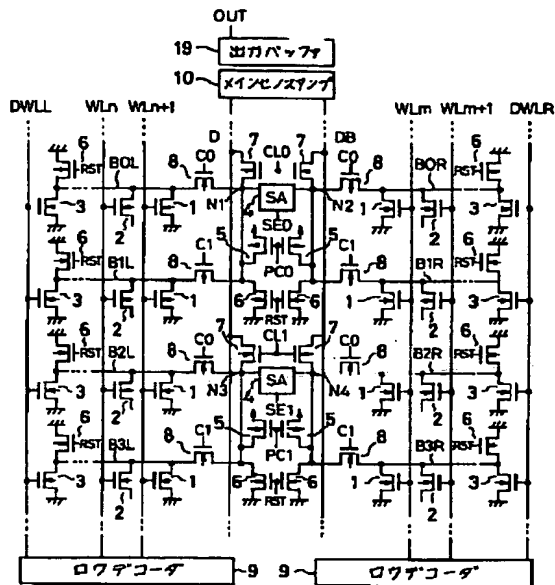 OUT
19 出力バッファ
10 メインセンスアンプ
DWLL WLn WLn+1 D DB WLm WLm+1 DWLR
6 RST B0L C0 8 7 CL0 7 C0 8 B0R 6 RST
3 2 1 N1 4 SA N2 1 2 3
SE0
6 RST B1L C1 8 5 PC0 5 C1 8 B1R 6 RST
3 2 1 6 RST 6 1 2 3
6 RST B2L C0 8 7 CL1 7 C0 8 B2R 6 RST
3 2 1 N3 4 SA N4 1 2 3
SE1
6 RST B3L C1 8 5 PC1 5 C1 8 B3R 6 RST
3 2 1 6 RST 6 1 2 3
ロウデコーダ 9 9 ロウデコーダ